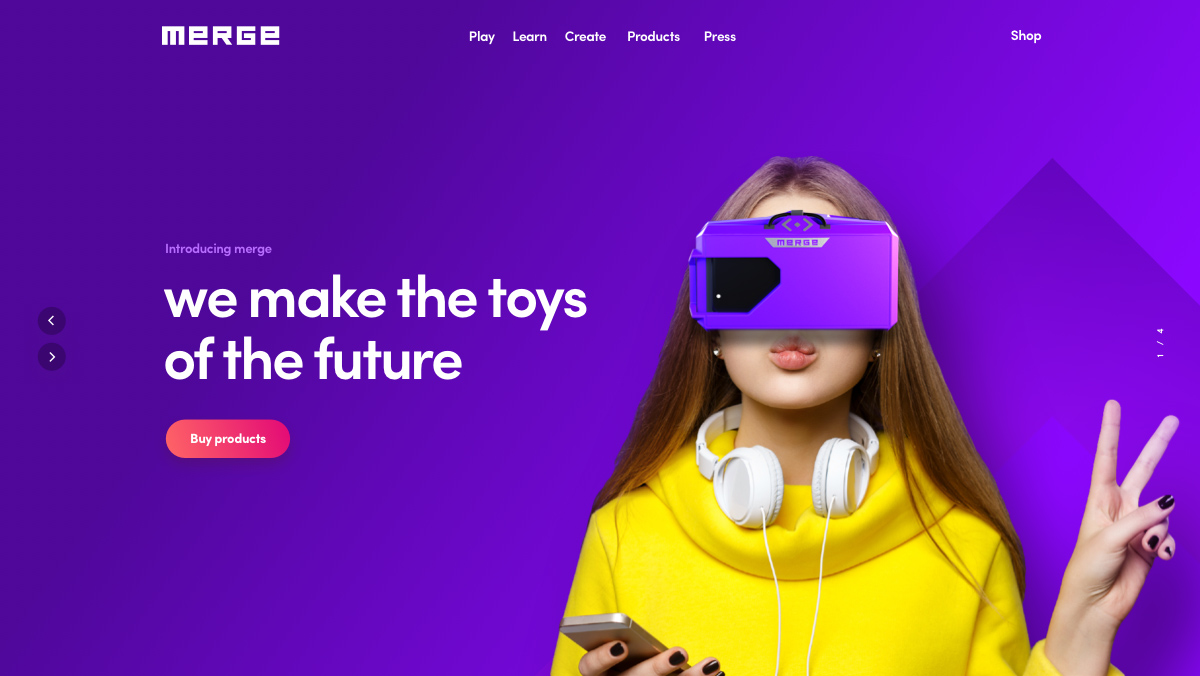 MERGE
Play Learn Create Products Press
Shop
Introducing merge
we make the toys
of the future
Buy products
MERGE
1 / 4